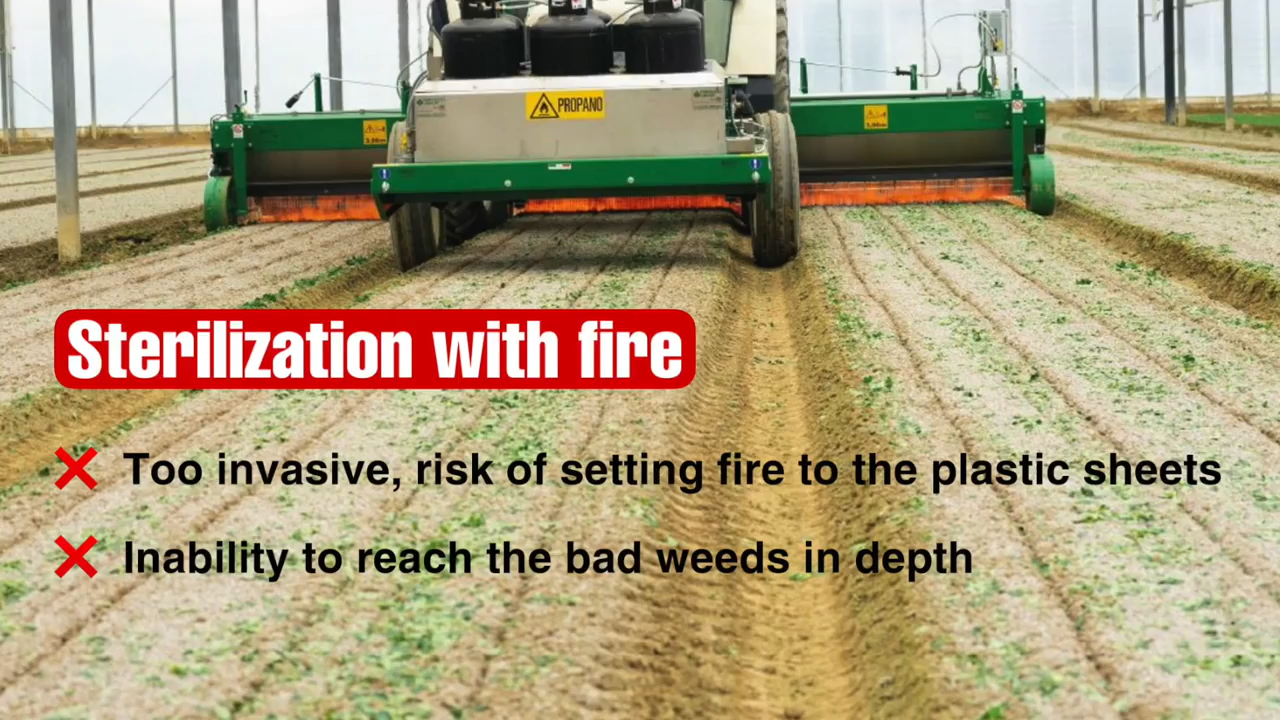 PROPANO
Sterilization with fire
Too invasive, risk of setting fire to the plastic sheets
Inability to reach the bad weeds in depth